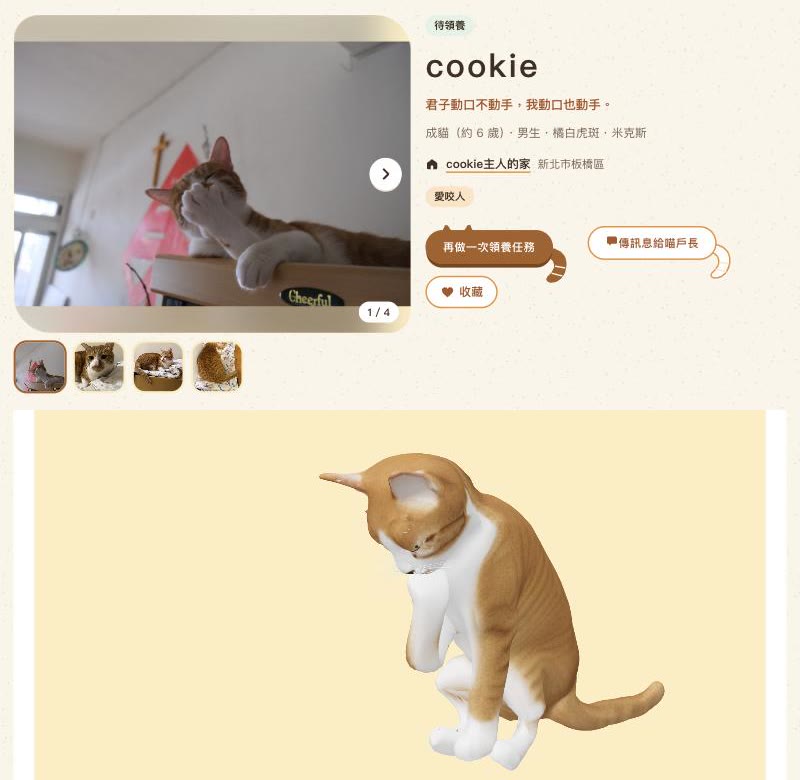 待領養
cookie
君子動口不動手，我動口也動手。
成貓（約 6 歲）· 男生 · 橘白虎斑 · 米克斯
cookie主人的家 新北市板橋區
愛咬人
再做一次領養任務
傳訊息給喵戶長
收藏
Cheerful
1 / 4